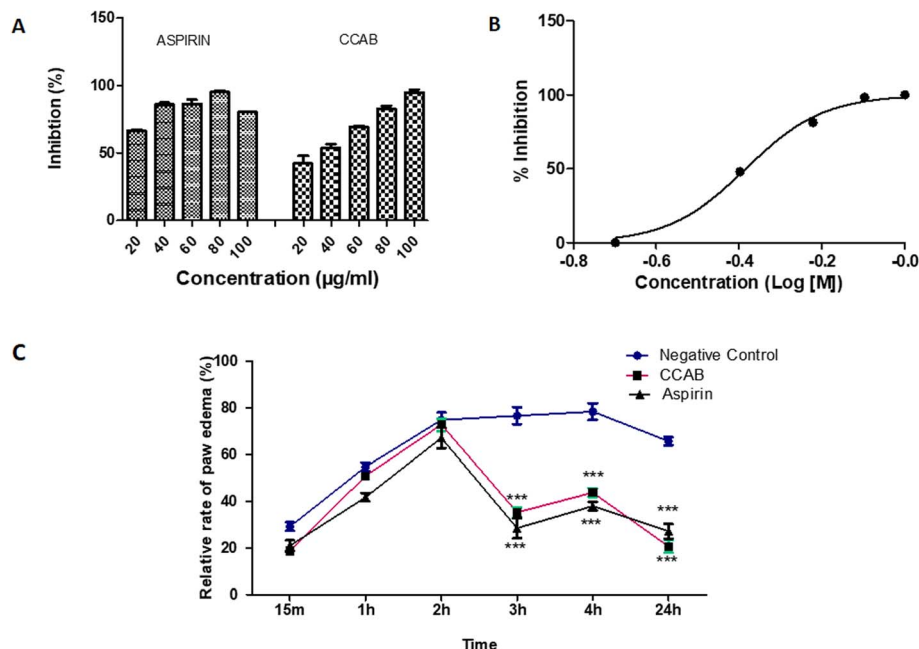 A
150
100
50
0
Inhibtion (%)
ASPIRIN
CCAB
20 40 60 80 100 20 40 60 80 100
Concentration (µg/ml)
B
150
100
50
0
% Inhibition
-0.8 -0.6 -0.4 -0.2 -0.0
Concentration (Log [M])
C
100
80
60
40
20
0
Relative rate of paw edema (%)
Negative Control
CCAB
Aspirin
*** *** ***
*** *** ***
15m 1h 2h 3h 4h 24h
Time